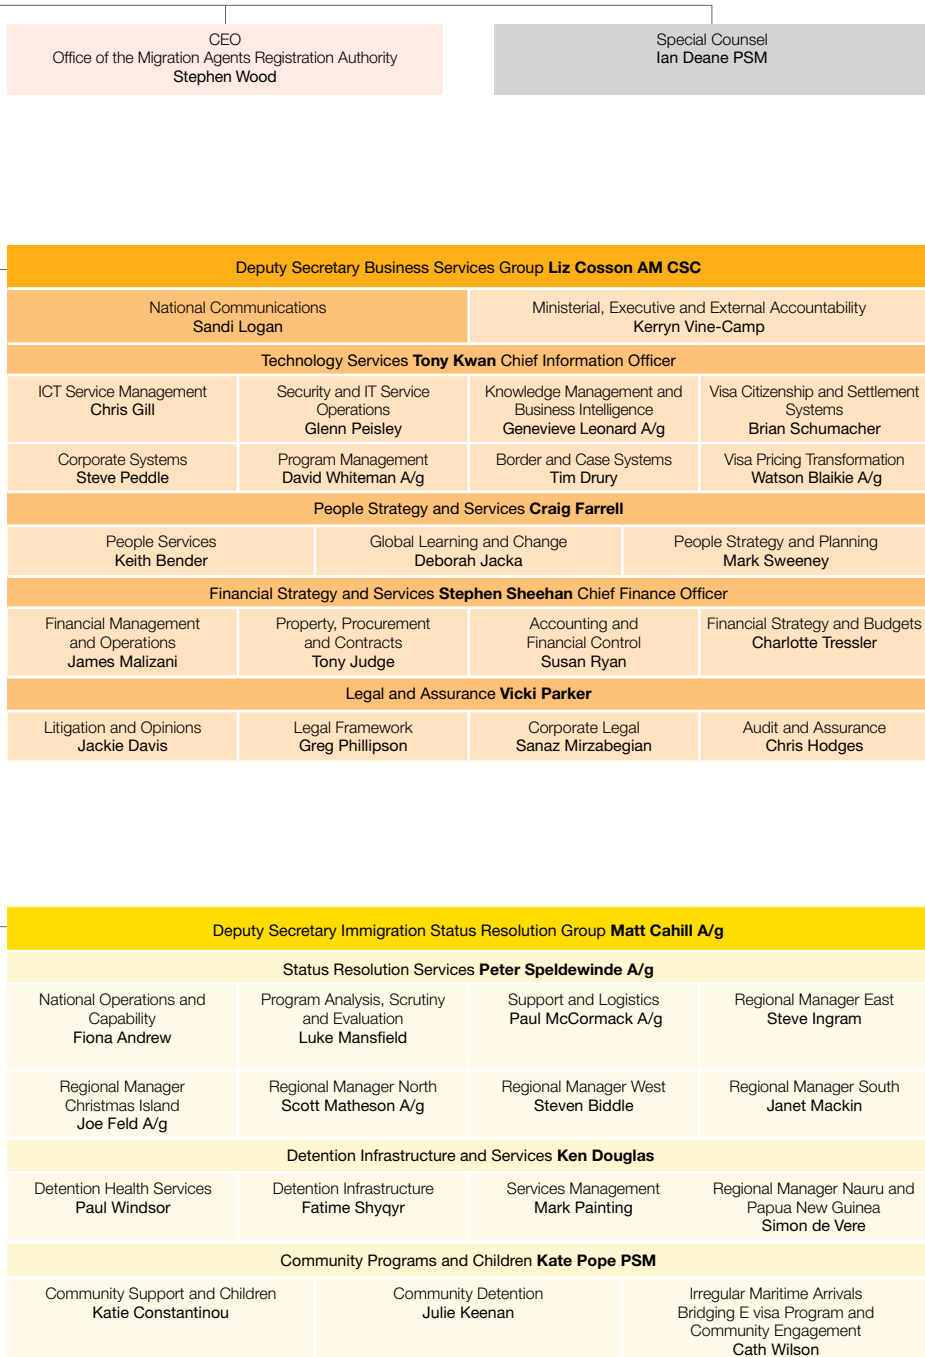 CEO
Office of the Migration Agents Registration Authority
Stephen Wood
Special Counsel
Ian Deane PSM
Deputy Secretary Business Services Group Liz Cosson AM CSC
National Communications
Sandi Logan
Ministerial, Executive and External Accountability
Kerryn Vine-Camp
Technology Services Tony Kwan Chief Information Officer
ICT Service Management
Chris Gill
Security and IT Service
Operations
Glenn Peisley
Knowledge Management and
Business Intelligence
Genevieve Leonard A/g
Visa Citizenship and Settlement
Systems
Brian Schumacher
Corporate Systems
Steve Peddle
Program Management
David Whiteman A/g
Border and Case Systems
Tim Drury
Visa Pricing Transformation
Watson Blaikie A/g
People Strategy and Services Craig Farrell
People Services
Keith Bender
Global Learning and Change
Deborah Jacka
People Strategy and Planning
Mark Sweeney
Financial Strategy and Services Stephen Sheehan Chief Finance Officer
Financial Management
and Operations
James Malizani
Property, Procurement
and Contracts
Tony Judge
Accounting and
Financial Control
Susan Ryan
Financial Strategy and Budgets
Charlotte Tressler
Legal and Assurance Vicki Parker
Litigation and Opinions
Jackie Davis
Legal Framework
Greg Phillipson
Corporate Legal
Sanaz Mirzabegian
Audit and Assurance
Chris Hodges
Deputy Secretary Immigration Status Resolution Group Matt Cahill A/g
Status Resolution Services Peter Speldewinde A/g
National Operations and
Capability
Fiona Andrew
Program Analysis, Scrutiny
and Evaluation
Luke Mansfield
Support and Logistics
Paul McCormack A/g
Regional Manager East
Steve Ingram
Regional Manager
Christmas Island
Joe Feld A/g
Regional Manager North
Scott Matheson A/g
Regional Manager West
Steven Biddle
Regional Manager South
Janet Mackin
Detention Infrastructure and Services Ken Douglas
Detention Health Services
Paul Windsor
Detention Infrastructure
Fatime Shyqyr
Services Management
Mark Painting
Regional Manager Nauru and
Papua New Guinea
Simon de Vere
Community Programs and Children Kate Pope PSM
Community Support and Children
Katie Constantinou
Community Detention
Julie Keenan
Irregular Maritime Arrivals
Bridging E visa Program and
Community Engagement
Cath Wilson